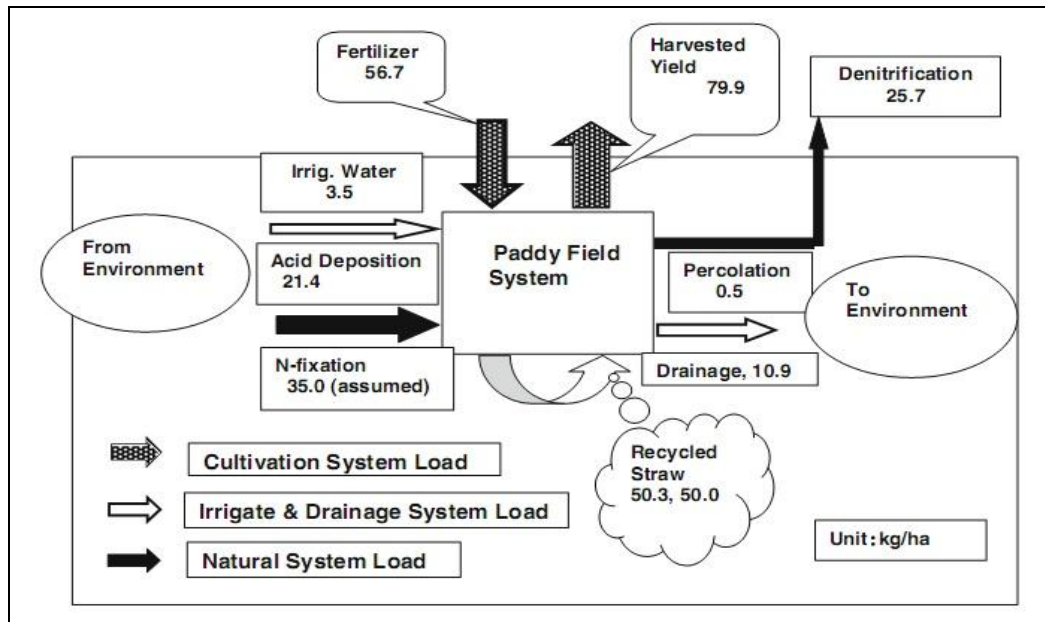 Fertilizer
56.7
Harvested
Yield
79.9
Denitrification
25.7
Irrig. Water
3.5
From
Environment
Acid Deposition
21.4
Paddy Field
System
Percolation
0.5
To
Environment
N-fixation
35.0 (assumed)
Drainage, 10.9
Recycled
Straw
50.3, 50.0
Cultivation System Load
Irrigate & Drainage System Load
Natural System Load
Unit:kg/ha